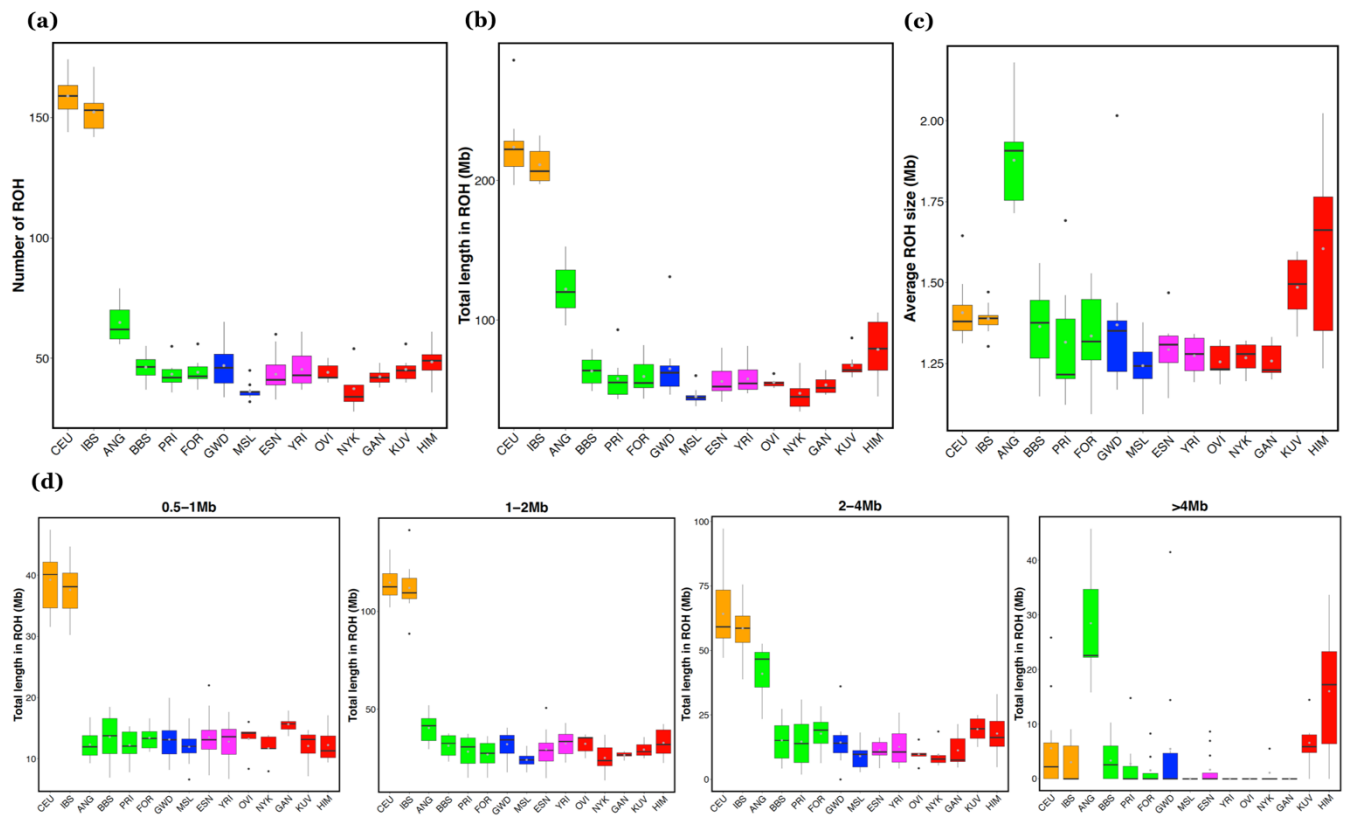 (a)
(b)
(c)
Number of ROH
150
100
50
CEU IBS ANG BBS PRI FOR GWD MSL ESN YRI OVI NYK GAN KUV HIM
Total length in ROH (Mb)
200
100
CEU IBS ANG BBS PRI FOR GWD MSL ESN YRI OVI NYK GAN KUV HIM
Average ROH size (Mb)
2.00
1.75
1.50
1.25
CEU IBS ANG BBS PRI FOR GWD MSL ESN YRI OVI NYK GAN KUV HIM
(d)
0.5–1Mb
Total length in ROH (Mb)
40
30
20
10
CEU IBS ANG BBS PRI FOR GWD MSL ESN YRI OVI NYK GAN KUV HIM
1–2Mb
Total length in ROH (Mb)
100
50
CEU IBS ANG BBS PRI FOR GWD MSL ESN YRI OVI NYK GAN KUV HIM
2–4Mb
Total length in ROH (Mb)
100
75
50
25
0
CEU IBS ANG BBS PRI FOR GWD MSL ESN YRI OVI NYK GAN KUV HIM
>4Mb
Total length in ROH (Mb)
40
30
20
10
0
CEU IBS ANG BBS PRI FOR GWD MSL ESN YRI OVI NYK GAN KUV HIM